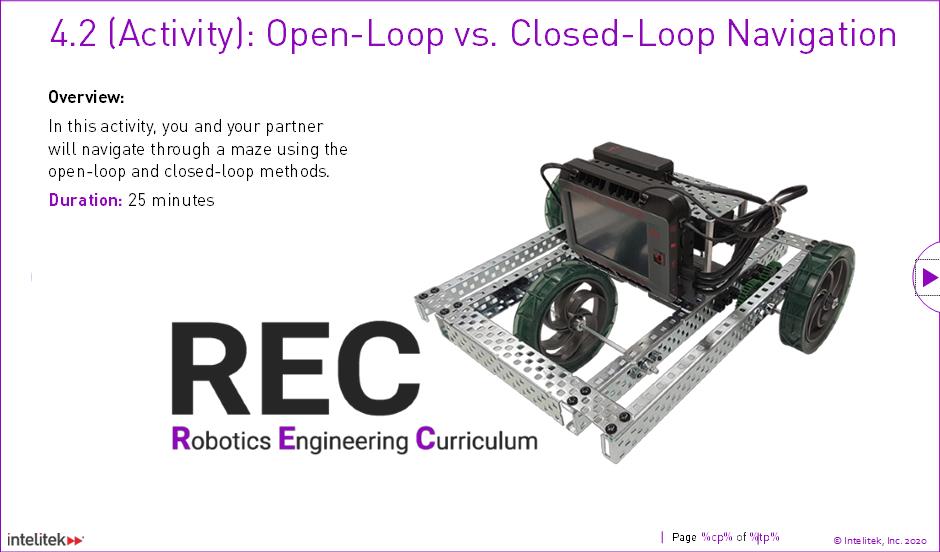 4.2 (Activity): Open-Loop vs. Closed-Loop Navigation
Overview:
In this activity, you and your partner
will navigate through a maze using the
open-loop and closed-loop methods.
Duration: 25 minutes
REC
Robotics Engineering Curriculum
intelitek
Page %cp% of %tp%
© Intelitek, Inc. 2020